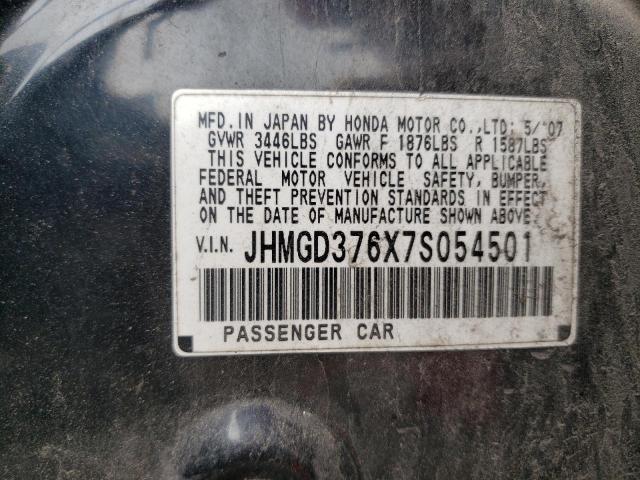 MFD. IN JAPAN BY HONDA MOTOR CO.,LTD: 5/'07
GVWR 3446LBS GAWR F 1876LBS R 1587LBS
THIS VEHICLE CONFORMS TO ALL APPLICABLE
FEDERAL MOTOR VEHICLE SAFETY, BUMPER,
AND THEFT PREVENTION STANDARDS IN EFFECT
ON THE DATE OF MANUFACTURE SHOWN ABOVE.
V.I.N. JHMGD376X7S054501
PASSENGER CAR